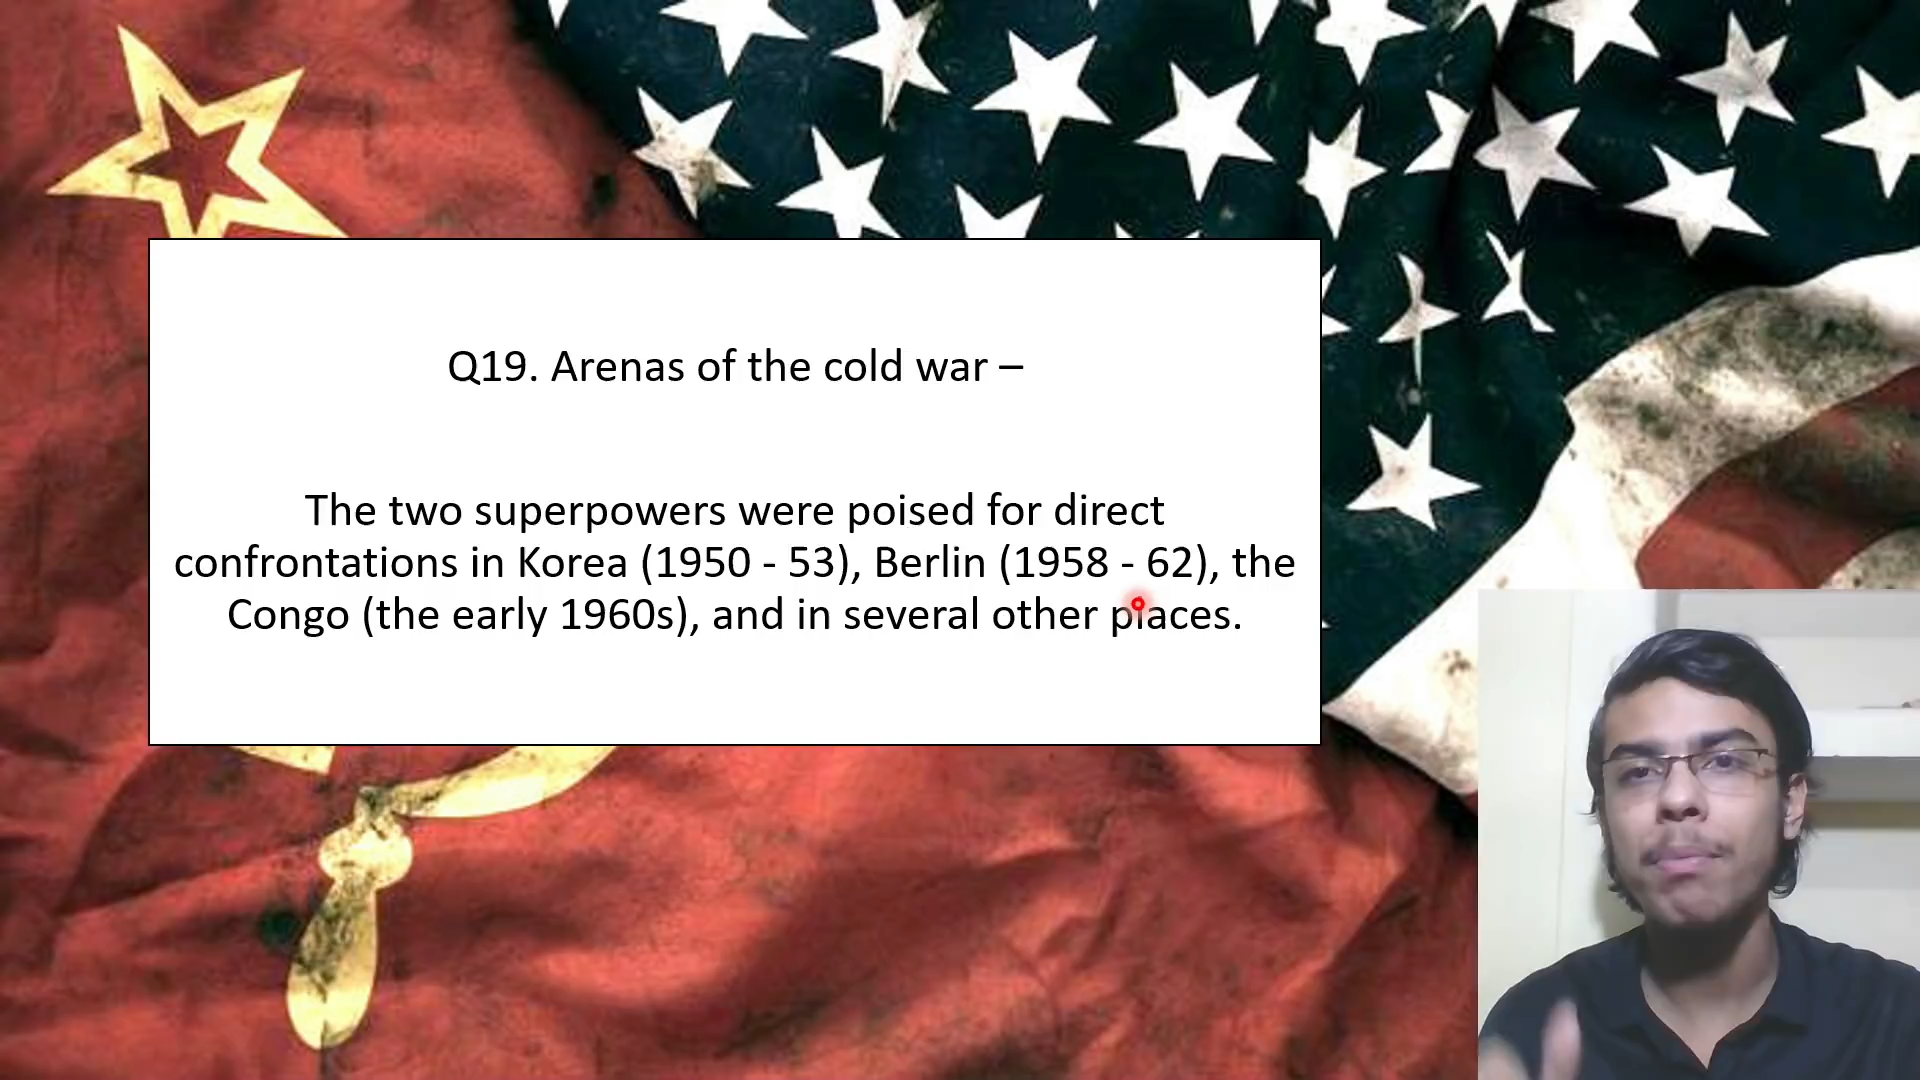 Q19. Arenas of the cold war –
The two superpowers were poised for direct
confrontations in Korea (1950 - 53), Berlin (1958 - 62), the
Congo (the early 1960s), and in several other places.